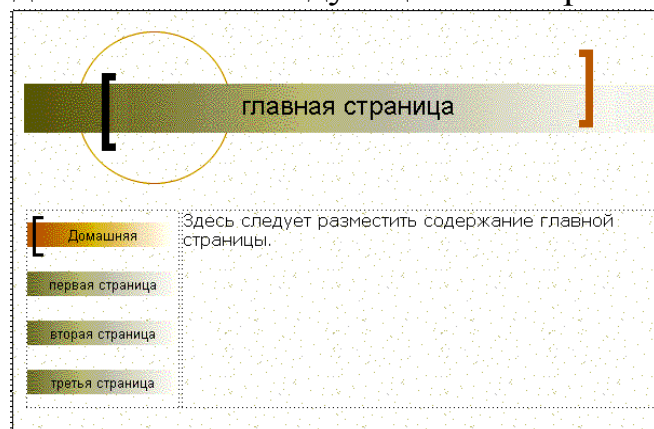 главная страница
Здесь следует разместить содержание главной
страницы.
Домашняя
первая страница
вторая страница
третья страница